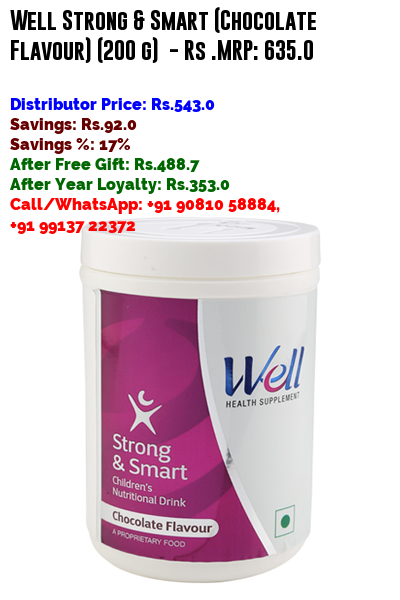 Well Strong & Smart (Chocolate
Flavour) (200 g)  - Rs .MRP: 635.0
Distributor Price: Rs.543.0
Savings: Rs.92.0
Savings %: 17%
After Free Gift: Rs.488.7
After Year Loyalty: Rs.353.0
Call/WhatsApp: +91 90810 58884,
+91 99137 22372
Well
HEALTH SUPPLEMENT
Strong
& Smart
Children's
Nutritional Drink
Chocolate Flavour
A PROPRIETARY FOOD